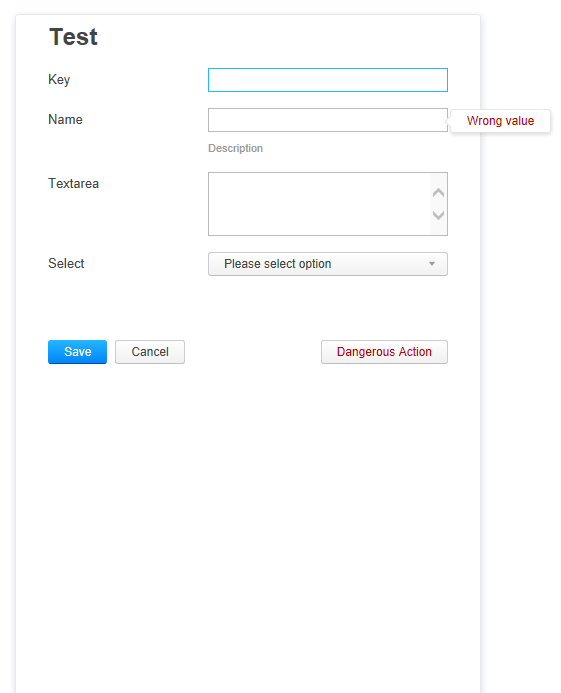 Test
Key
Name
Wrong value
Description
Textarea
Select
Please select option
Save
Cancel
Dangerous Action